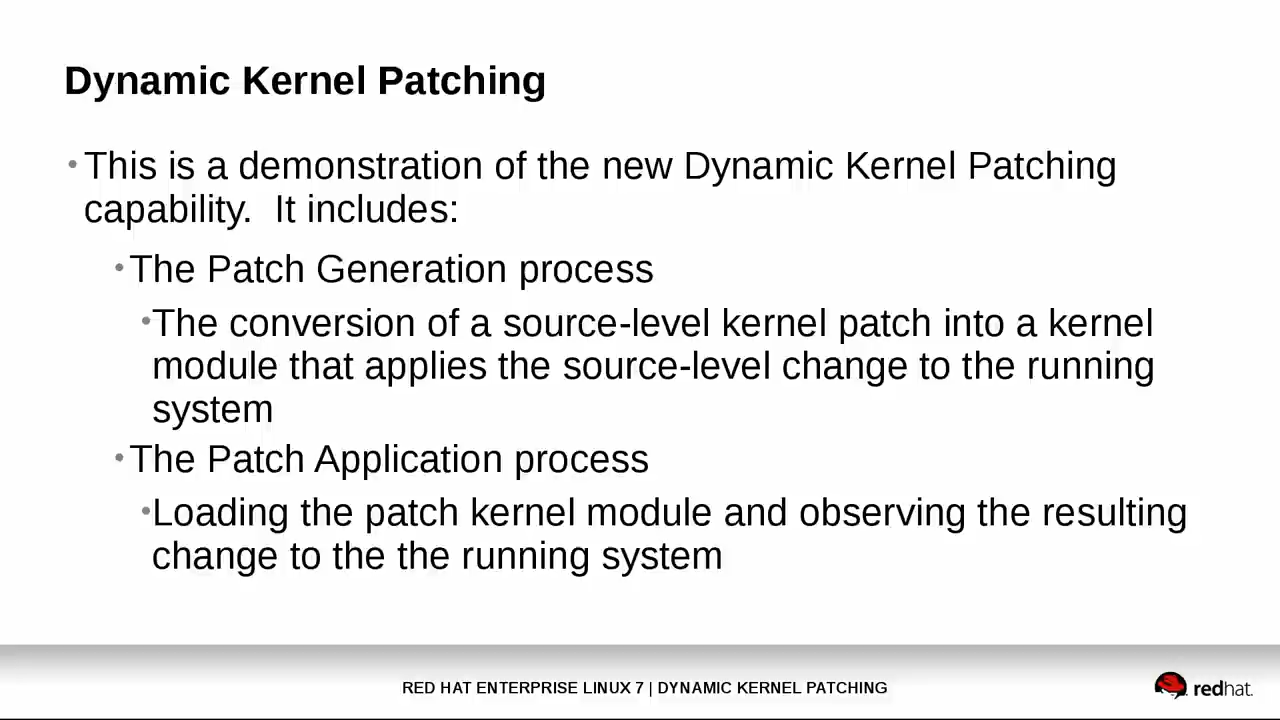 Dynamic Kernel Patching
•This is a demonstration of the new Dynamic Kernel Patching
capability.  It includes:
•The Patch Generation process
•The conversion of a source-level kernel patch into a kernel
module that applies the source-level change to the running
system
•The Patch Application process
•Loading the patch kernel module and observing the resulting
change to the the running system
RED HAT ENTERPRISE LINUX 7 | DYNAMIC KERNEL PATCHING
redhat.